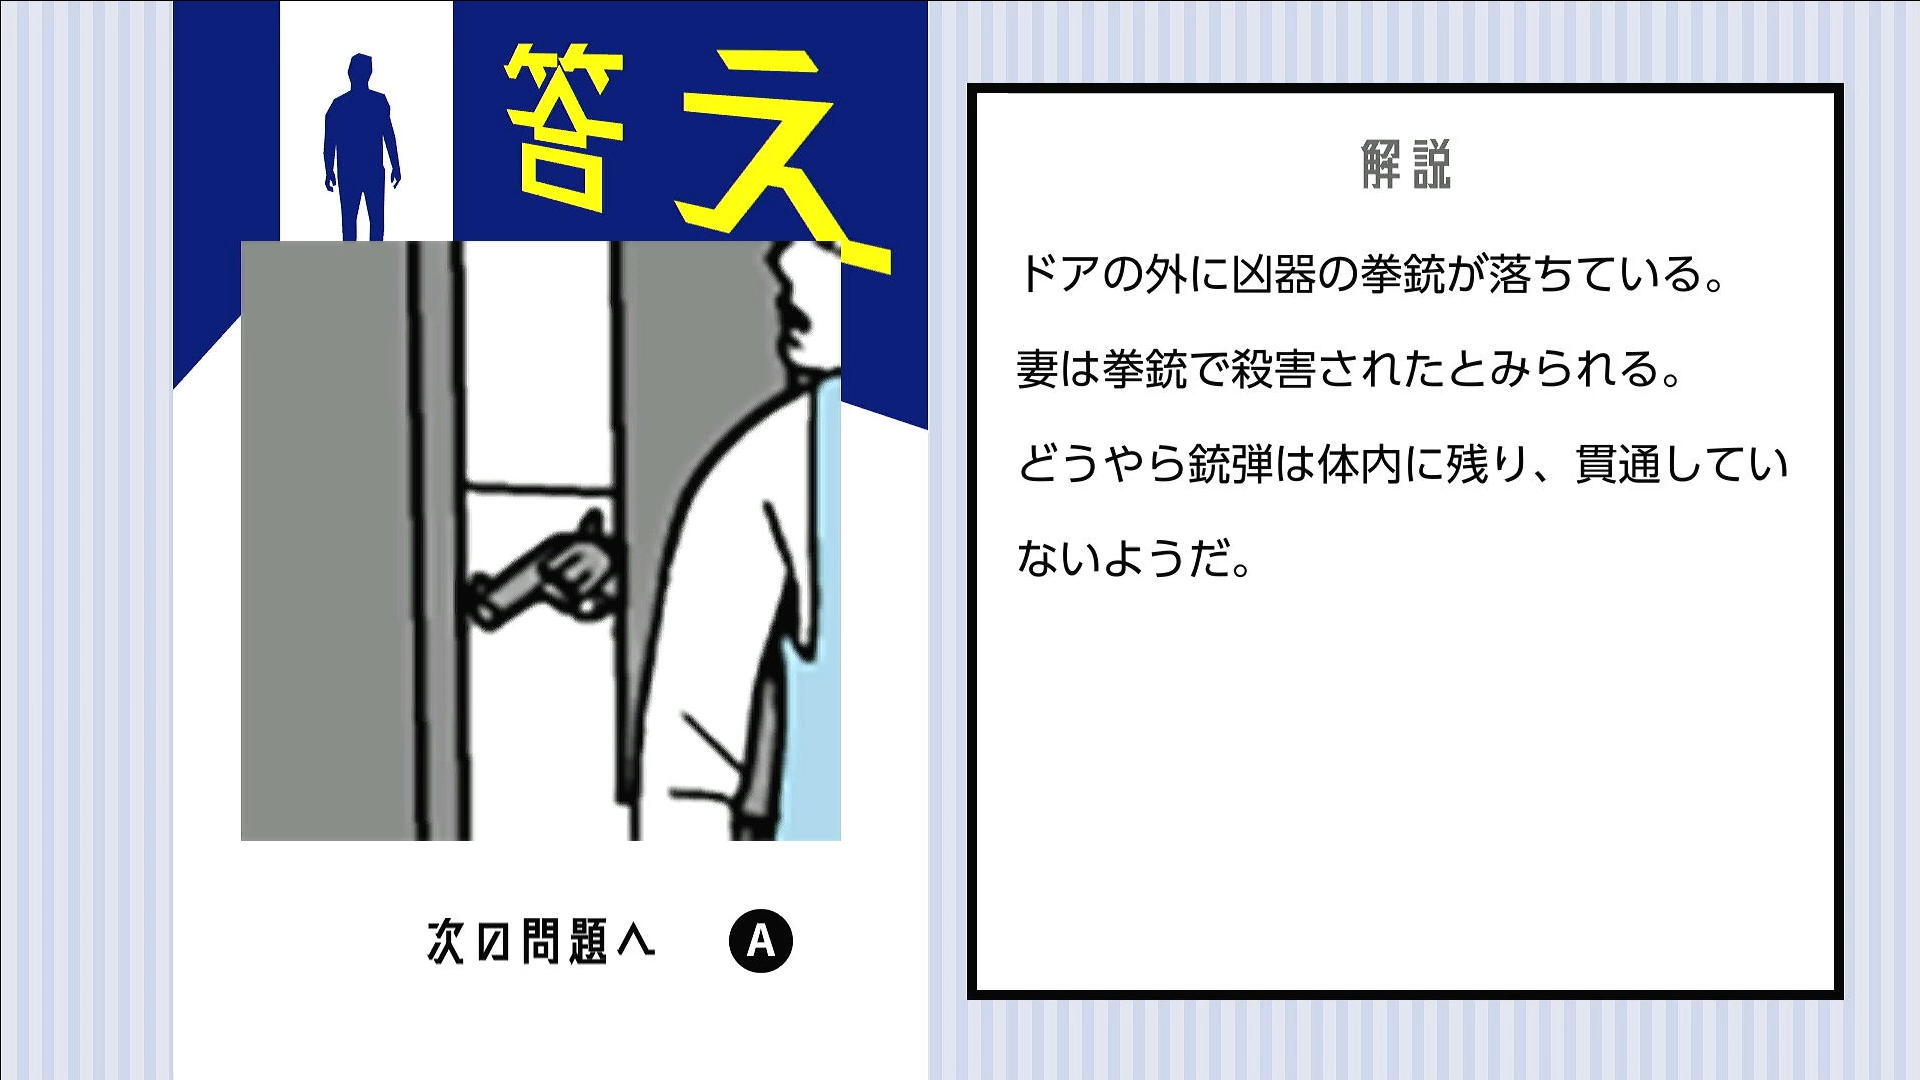 答え
次の問題へ A
解説
ドアの外に凶器の拳銃が落ちている。
妻は拳銃で殺害されたとみられる。
どうやら銃弾は体内に残り、貫通してい
ないようだ。